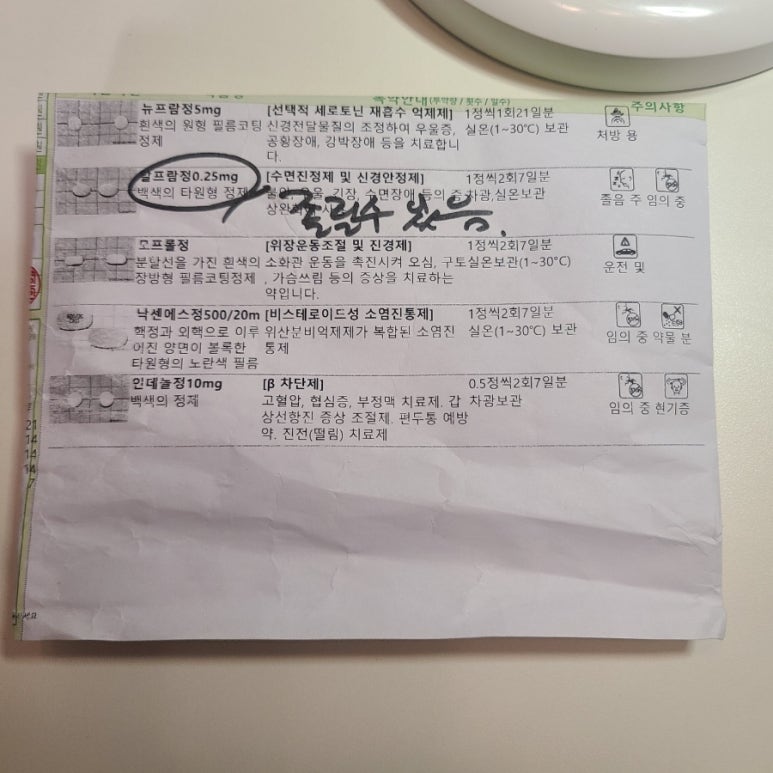 복약안내(투약량 / 횟수 / 일수)
주의사항
뉴프람정5mg [선택적 세로토닌 재흡수 억제제] 1정씩1회21일분
흰색의 원형 필름코팅 신경전달물질의 조정하여 우울증, 실온(1~30℃) 보관
정제 공황장애, 강박장애 등을 치료합니
다.
처방 용
알프람정0.25mg [수면진정제 및 신경안정제] 1정씩2회7일분
백색의 타원형 정제 불안, 우울, 긴장, 수면장애 등의 증 차광,실온보관
상완화
졸음 주 임의 중
졸릴수 있음.
모프롤정 [위장운동조절 및 진경제] 1정씩2회7일분
분할선을 가진 흰색의 소화관 운동을 촉진시켜 오심, 구토 실온보관(1~30℃)
장방형 필름코팅정제 , 가슴쓰림 등의 증상을 치료하는
약입니다.
운전 및
낙센에스정500/20m [비스테로이드성 소염진통제] 1정씩2회7일분
핵정과 외핵으로 이루 위산분비억제제가 복합된 소염진 실온(1~30℃) 보관
어진 양면이 볼록한 통제
타원형의 노란색 필름
임의 중 약물 분
인데놀정10mg [β 차단제] 0.5정씩2회7일분
백색의 정제 고혈압, 협심증, 부정맥 치료제. 갑 차광보관
상선항진 증상 조절제. 편두통 예방
약. 진전(떨림) 치료제
임의 중 현기증
21
14
14
14
7